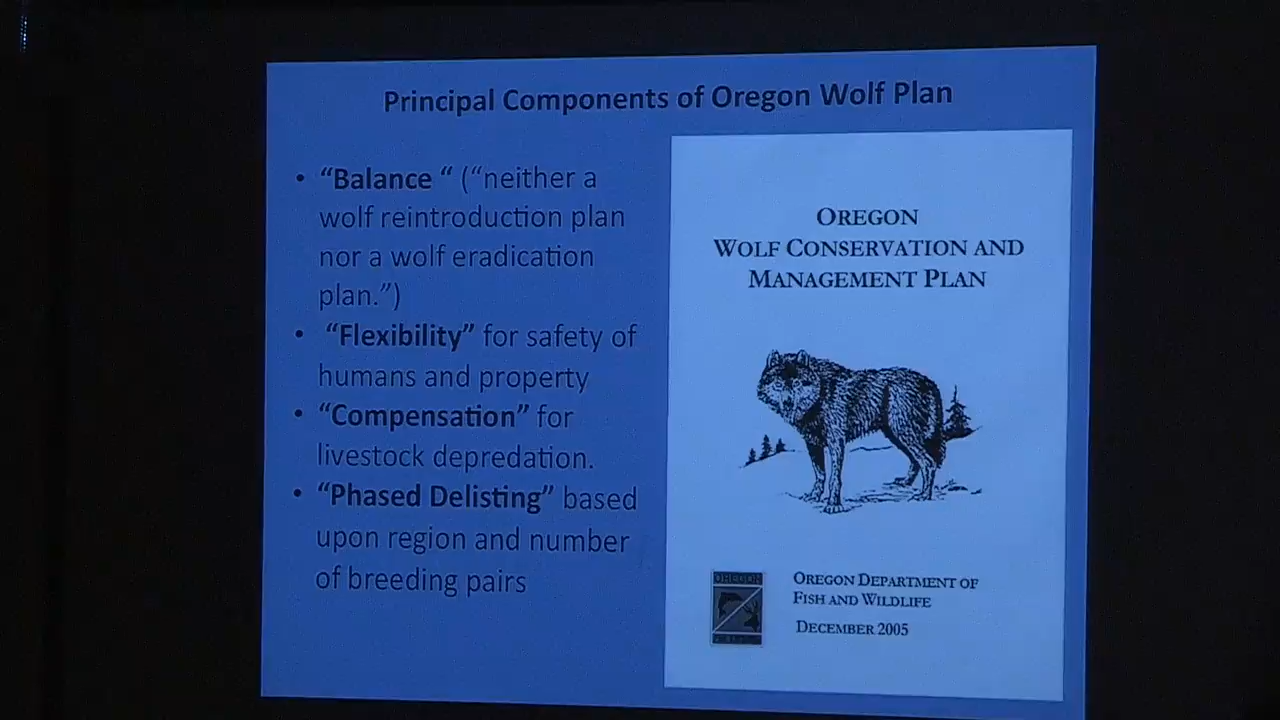 Principal Components of Oregon Wolf Plan
• “Balance “ (“neither a
wolf reintroduction plan
nor a wolf eradication
plan.”)
• “Flexibility” for safety of
humans and property
• “Compensation” for
livestock depredation.
• “Phased Delisting” based
upon region and number
of breeding pairs
OREGON
WOLF CONSERVATION AND
MANAGEMENT PLAN
OREGON
OREGON DEPARTMENT OF
FISH AND WILDLIFE
DECEMBER 2005